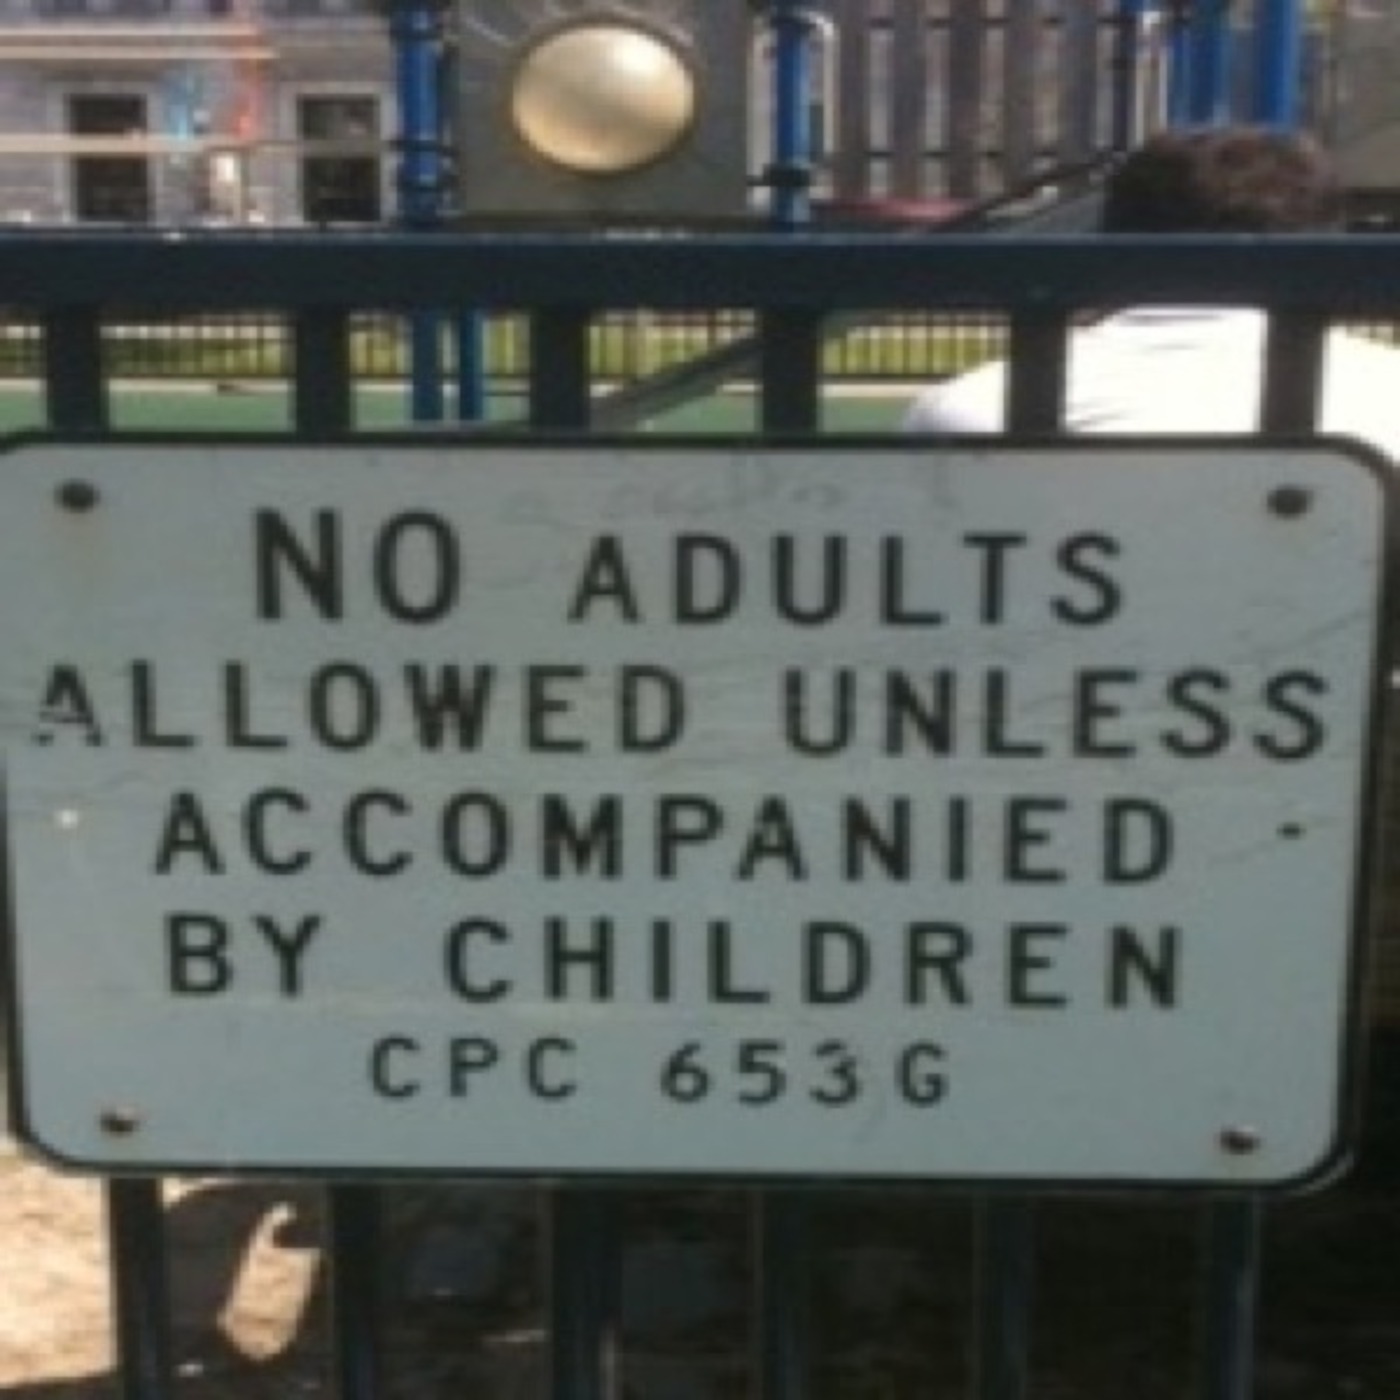 NO ADULTS
ALLOWED UNLESS
ACCOMPANIED
BY CHILDREN
CPC 653G